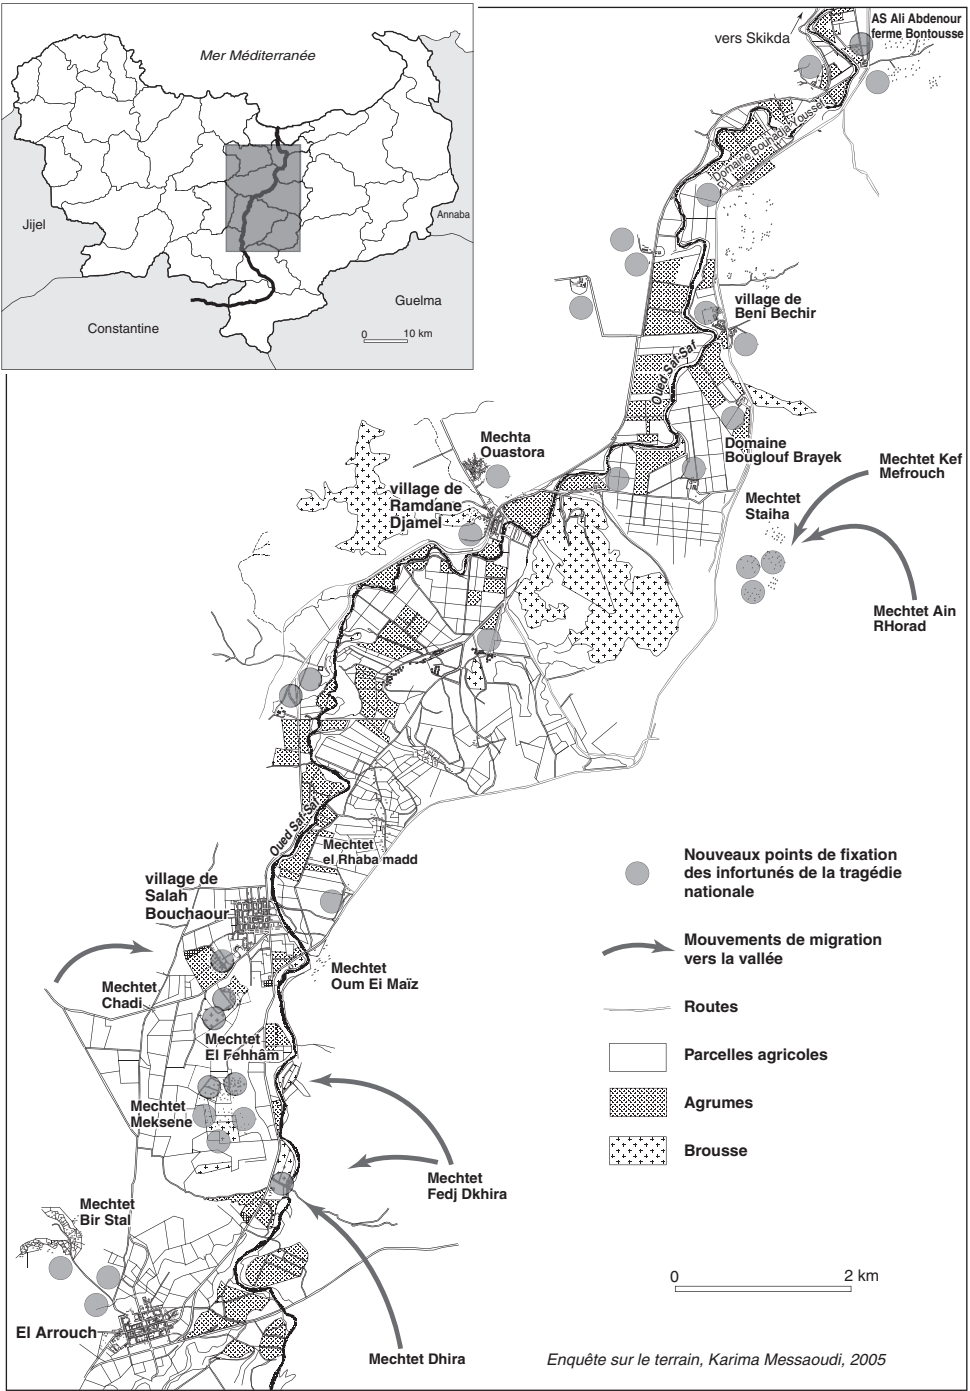 Mer Méditerranée
Jijel
Annaba
Guelma
Constantine
0
10 km
vers Skikda
AS Ali Abdenour
ferme Bontousse
Domaine Bouhadja Youssef
village de
Beni Bechir
Oued Saf-Saf
Domaine
Bouglouf Brayek
Mechta
Ouastora
village de
Ramdane
Djamel
Mechtet Kef
Mefrouch
Mechtet
Staiha
Mechtet Ain
RHorad
Oued Saf-Saf
Mechtet
el Rhaba madd
village de
Salah
Bouchaour
Mechtet
Oum Ei Maïz
Mechtet
Chadi
Mechtet
El Fehhâm
Mechtet
Meksene
Mechtet
Fedj Dkhira
Mechtet
Bir Stal
El Arrouch
Mechtet Dhira
Nouveaux points de fixation
des infortunés de la tragédie
nationale
Mouvements de migration
vers la vallée
Routes
Parcelles agricoles
Agrumes
Brousse
0
2 km
Enquête sur le terrain, Karima Messaoudi, 2005